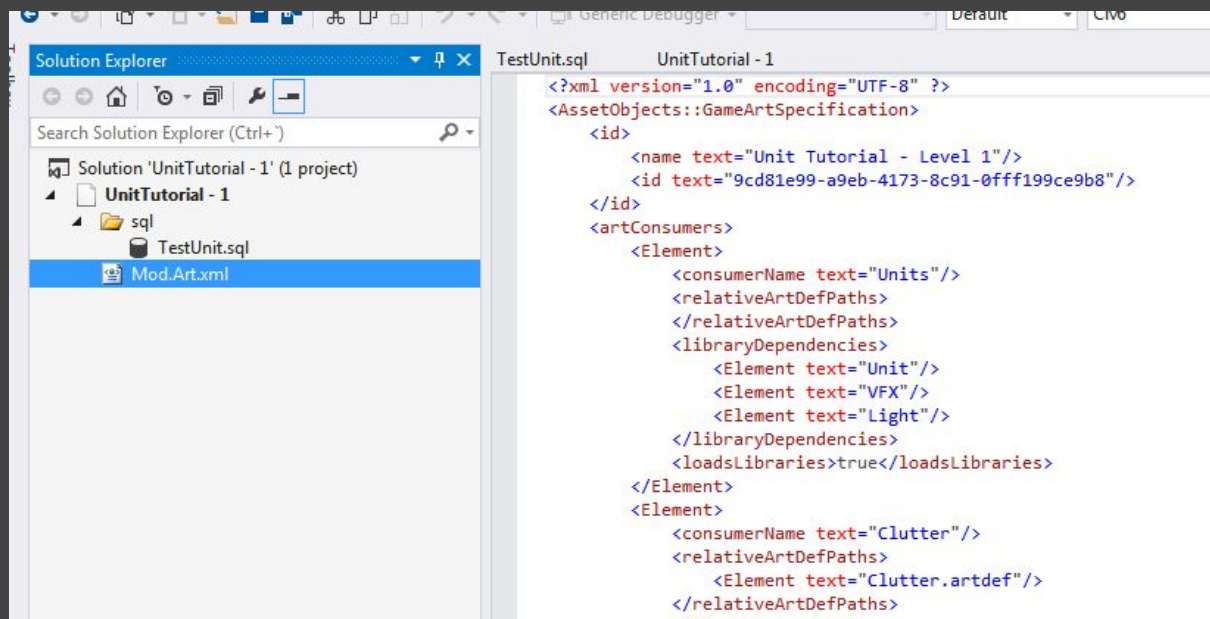 Generic Debugger
Default
Civ6
Solution Explorer
Search Solution Explorer (Ctrl+`)
Solution 'UnitTutorial - 1' (1 project)
UnitTutorial - 1
sql
TestUnit.sql
Mod.Art.xml
TestUnit.sql UnitTutorial - 1
<?xml version="1.0" encoding="UTF-8" ?>
<AssetObjects::GameArtSpecification>
<id>
<name text="Unit Tutorial - Level 1"/>
<id text="9cd81e99-a9eb-4173-8c91-0fff199ce9b8"/>
</id>
<artConsumers>
<Element>
<consumerName text="Units"/>
<relativeArtDefPaths>
</relativeArtDefPaths>
<libraryDependencies>
<Element text="Unit"/>
<Element text="VFX"/>
<Element text="Light"/>
</libraryDependencies>
<loadsLibraries>true</loadsLibraries>
</Element>
<Element>
<consumerName text="Clutter"/>
<relativeArtDefPaths>
<Element text="Clutter.artdef"/>
</relativeArtDefPaths>